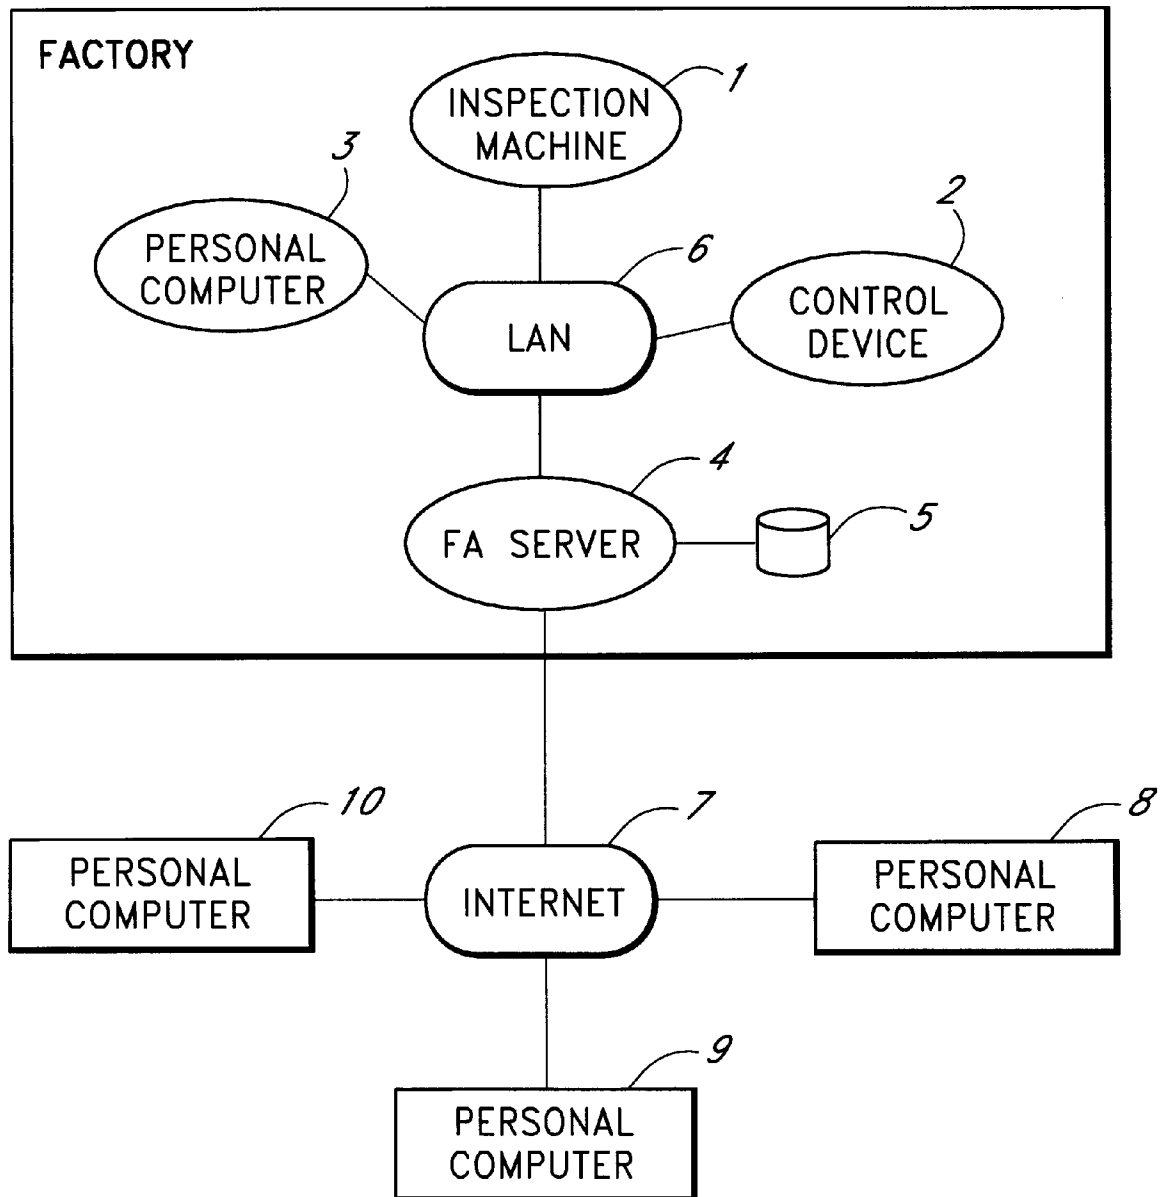 FACTORY
1
INSPECTION
MACHINE
3
2
PERSONAL
COMPUTER
6
CONTROL
DEVICE
LAN
4
5
FA SERVER
10
7
8
PERSONAL
COMPUTER
INTERNET
PERSONAL
COMPUTER
9
PERSONAL
COMPUTER